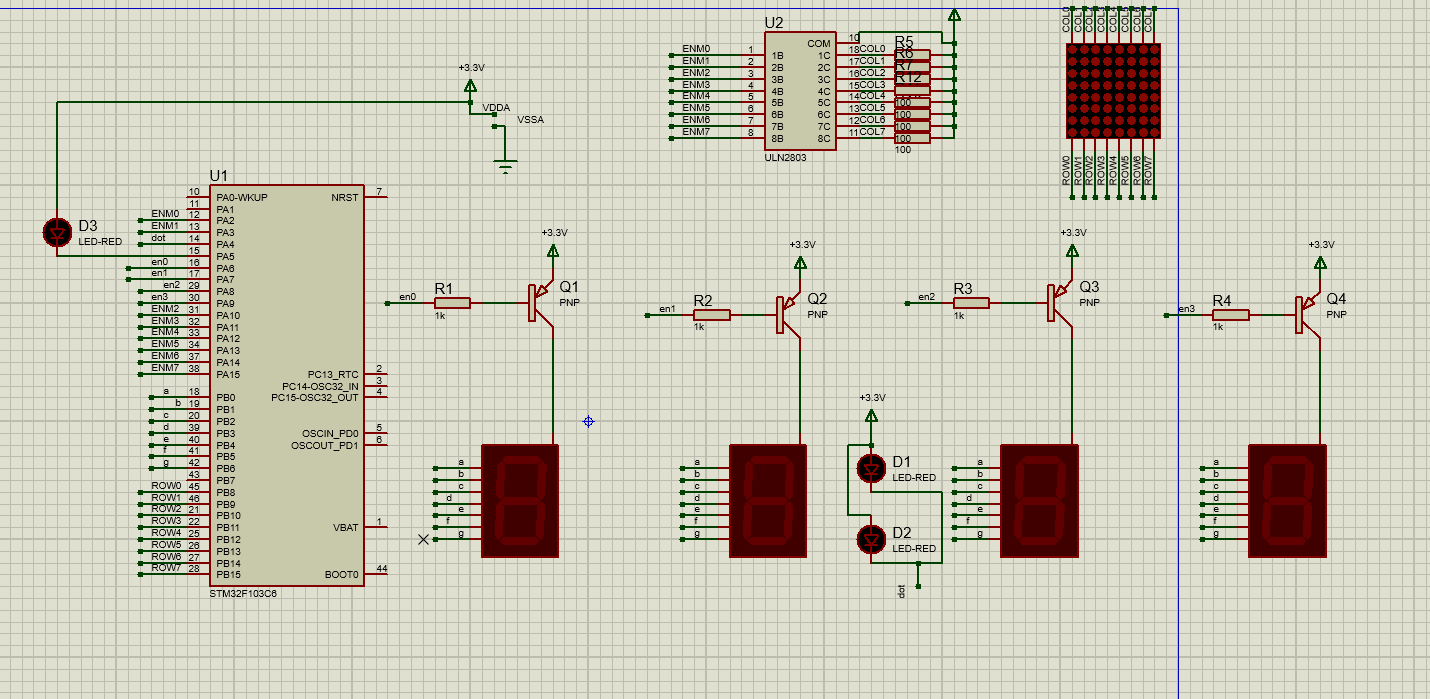 U2
COM 10
ENM0 1 1B 1C 18 COL0
ENM1 2 2B 2C 17 COL1
ENM2 3 3B 3C 16 COL2
ENM3 4 4B 4C 15 COL3
ENM4 5 5B 5C 14 COL4
ENM5 6 6B 6C 13 COL5
ENM6 7 7B 7C 12 COL6
ENM7 8 8B 8C 11 COL7
ULN2803
R5
R6
R7
R12
100
100
100
100
100
ROW0
ROW1
ROW2
ROW3
ROW4
ROW5
ROW6
ROW7
+3.3V
VDDA
VSSA
D3
LED-RED
U1
10 PA0-WKUP NRST 7
11 PA1
ENM0 12 PA2
ENM1 13 PA3
dot 14 PA4
15 PA5
en0 16 PA6
en1 17 PA7
en2 29 PA8
en3 30 PA9
ENM2 31 PA10
ENM3 32 PA11
ENM4 33 PA12
ENM5 34 PA13
ENM6 37 PA14
ENM7 38 PA15
PC13_RTC 2
PC14-OSC32_IN 3
PC15-OSC32_OUT 4
a 18 PB0
b 19 PB1
c 20 PB2
d 39 PB3 OSCIN_PD0 5
e 40 PB4 OSCOUT_PD1 6
f 41 PB5
g 42 PB6
43 PB7
ROW0 45 PB8
ROW1 46 PB9
ROW2 21 PB10
ROW3 22 PB11 VBAT 1
ROW4 25 PB12
ROW5 26 PB13
ROW6 27 PB14
ROW7 28 PB15 BOOT0 44
STM32F103C6
+3.3V
en0
R1
1k
Q1
PNP
a
b
c
d
e
f
g
+3.3V
en1
R2
1k
Q2
PNP
a
b
c
d
e
f
g
+3.3V
D1
LED-RED
D2
LED-RED
dot
+3.3V
en2
R3
1k
Q3
PNP
a
b
c
d
e
f
g
+3.3V
en3
R4
1k
Q4
PNP
a
b
c
d
e
f
g